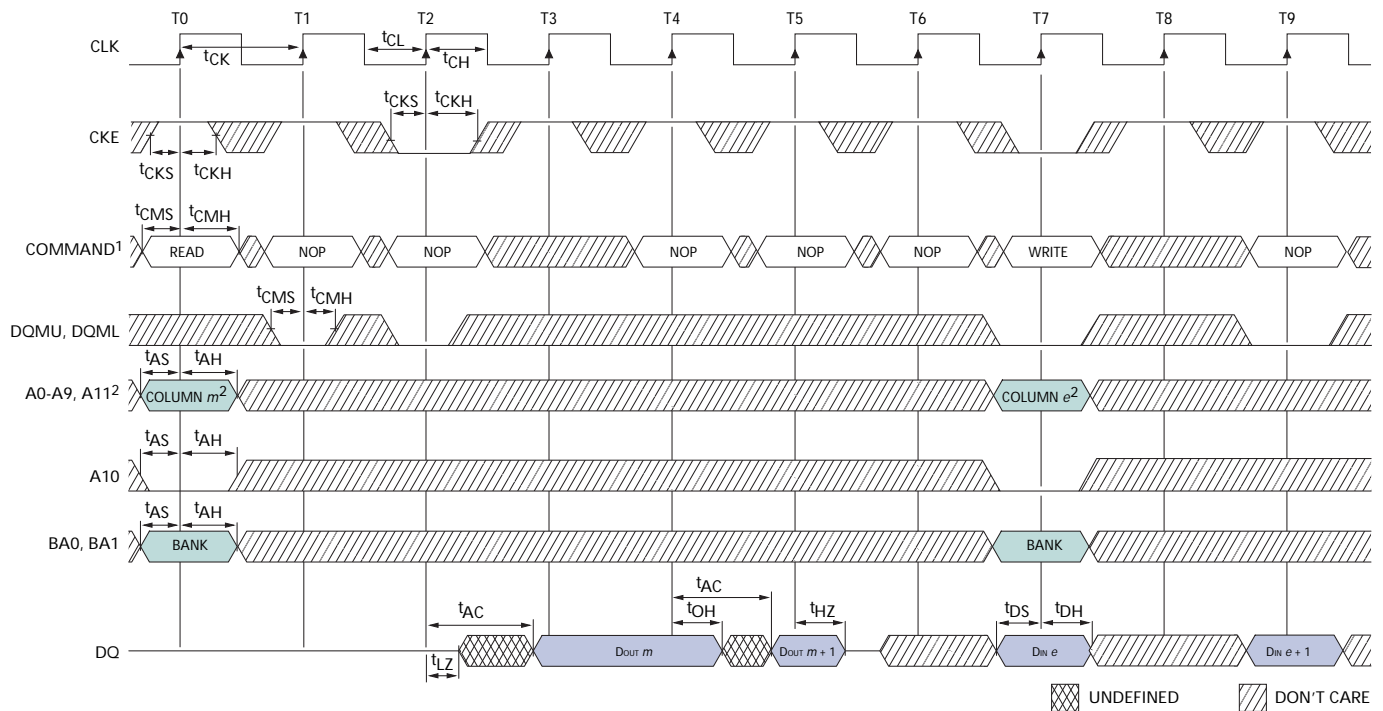 T0 T1 T2 T3 T4 T5 T6 T7 T8 T9
CLK
tCK
tCL
tCH
tCKS tCKH
CKE
tCKS tCKH
tCMS tCMH
COMMAND1
READ NOP NOP NOP NOP NOP WRITE NOP
tCMS tCMH
DQMU, DQML
tAS tAH
A0-A9, A112
COLUMN m2 COLUMN e2
tAS tAH
A10
tAS tAH
BA0, BA1
BANK BANK
tAC
tAC tOH tHZ tDS tDH
DQ
DOUT m DOUT m + 1 DIN e DIN e + 1
tLZ
UNDEFINED DON'T CARE